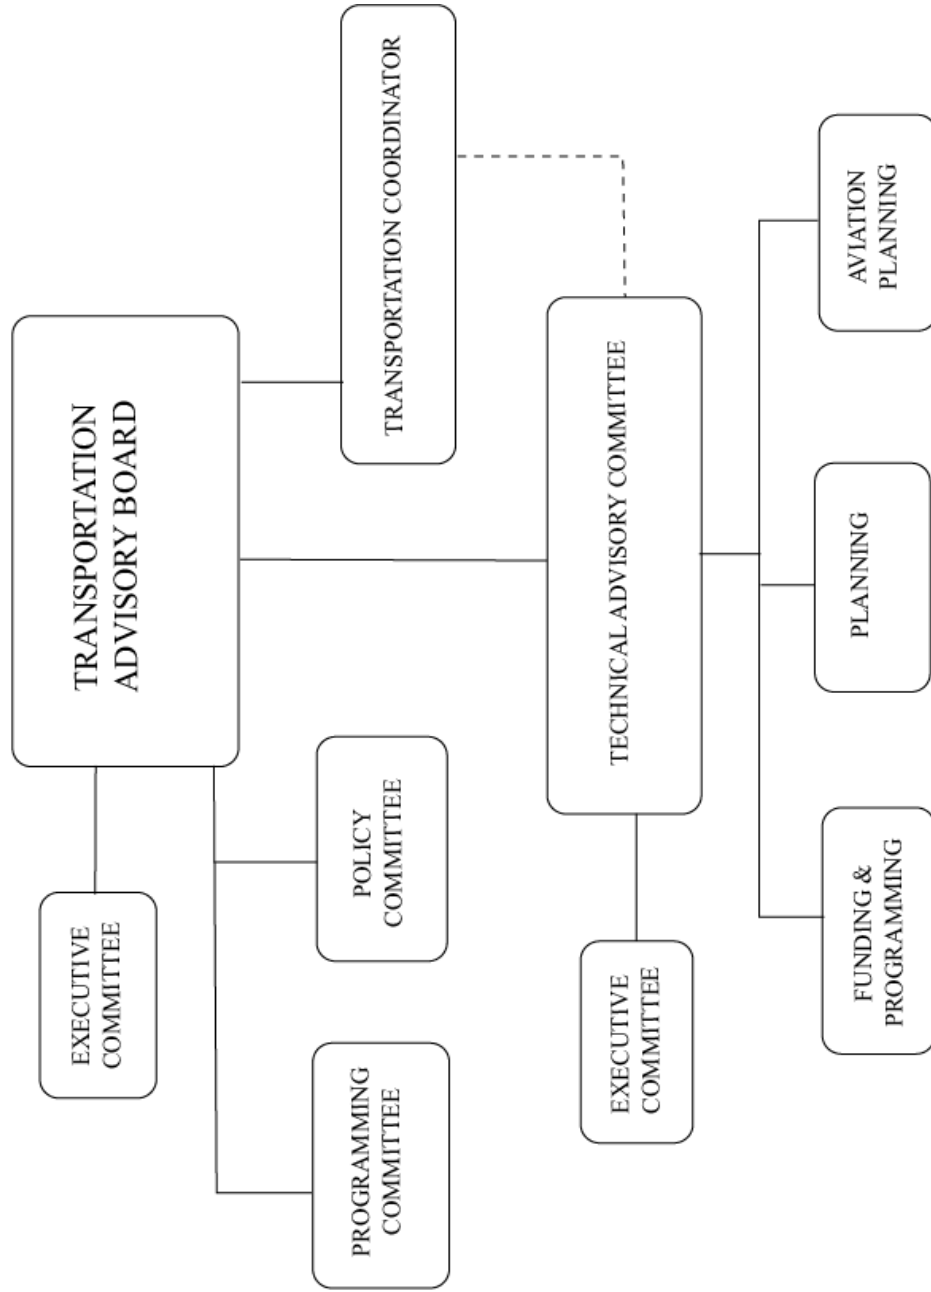 TRANSPORTATION
ADVISORY BOARD
EXECUTIVE
COMMITTEE
PROGRAMMING
COMMITTEE
POLICY
COMMITTEE
TRANSPORTATION COORDINATOR
TECHNICAL ADVISORY COMMITTEE
EXECUTIVE
COMMITTEE
FUNDING &
PROGRAMMING
PLANNING
AVIATION
PLANNING